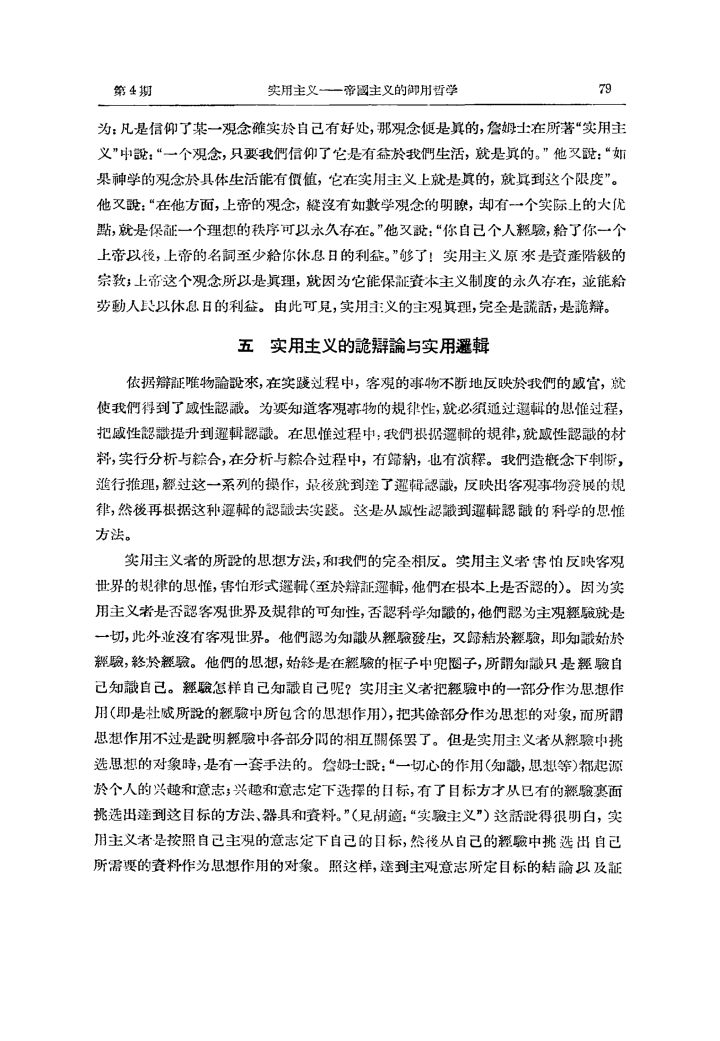 第4期 实用主义——帝國主义的御用哲学 79
为：凡是信仰了某一观念確实於自己有好处，那观念便是眞的，詹姆士在所著“实用主
义”中說：“一个观念，只要我們信仰了它是有益於我們生活，就是眞的。”他又說：“如
果神学的观念於具体生活能有價値，它在实用主义上就是眞的，就眞到这个限度”。
他又說：“在他方面，上帝的观念，縱沒有如數学观念的明瞭，却有一个实际上的大优
點，就是保証一个理想的秩序可以永久存在。”他又說：“你自己个人經驗，給了你一个
上帝以後，上帝的名詞至少給你休息日的利益。”够了！实用主义原來是資產階級的
宗敎；上帝这个观念所以是眞理，就因为它能保証資本主义制度的永久存在，並能給
劳動人民以休息日的利益。由此可見，实用主义的主观眞理，完全是謊話，是詭辯。
五 实用主义的詭辯論与实用邏輯
依据辯証唯物論說來，在实踐过程中，客观的事物不断地反映於我們的感官，就
使我們得到了感性認識。为要知道客观事物的規律性，就必須通过邏輯的思惟过程，
把感性認識提升到邏輯認識。在思惟过程中，我們根据邏輯的規律，就感性認識的材
料，实行分析与綜合，在分析与綜合过程中，有歸納，也有演繹。我們造概念下判断，
進行推理，經过这一系列的操作，最後就到達了邏輯認識，反映出客观事物發展的規
律，然後再根据这种邏輯的認識去实踐。这是从感性認識到邏輯認識的科学的思惟
方法。
实用主义者的所設的思想方法，和我們的完全相反。实用主义者害怕反映客观
世界的規律的思惟，害怕形式邏輯（至於辯証邏輯，他們在根本上是否認的）。因为实
用主义者是否認客观世界及規律的可知性，否認科学知識的，他們認为主观經驗就是
一切，此外並沒有客观世界。他們認为知識从經驗發生，又歸結於經驗，即知識始於
經驗，終於經驗。他們的思想，始終是在經驗的框子中兜圈子，所謂知識只是經驗自
己知識自己。經驗怎样自己知識自己呢？实用主义者把經驗中的一部分作为思想作
用（即是杜威所說的經驗中所包含的思想作用），把其餘部分作为思想的对象，而所謂
思想作用不过是說明經驗中各部分間的相互關係罢了。但是实用主义者从經驗中挑
选思想的对象時，是有一套手法的。詹姆士說：“一切心的作用（知識，思想等）都起源
於个人的兴趣和意志；兴趣和意志定下选擇的目标，有了目标方才从已有的經驗裏面
挑选出達到这目标的方法、器具和資料。”（見胡適：“实驗主义”）这話說得很明白，实
用主义者是按照自己主观的意志定下自己的目标，然後从自己的經驗中挑选出自己
所需要的資料作为思想作用的对象。照这样，達到主观意志所定目标的結論以及証